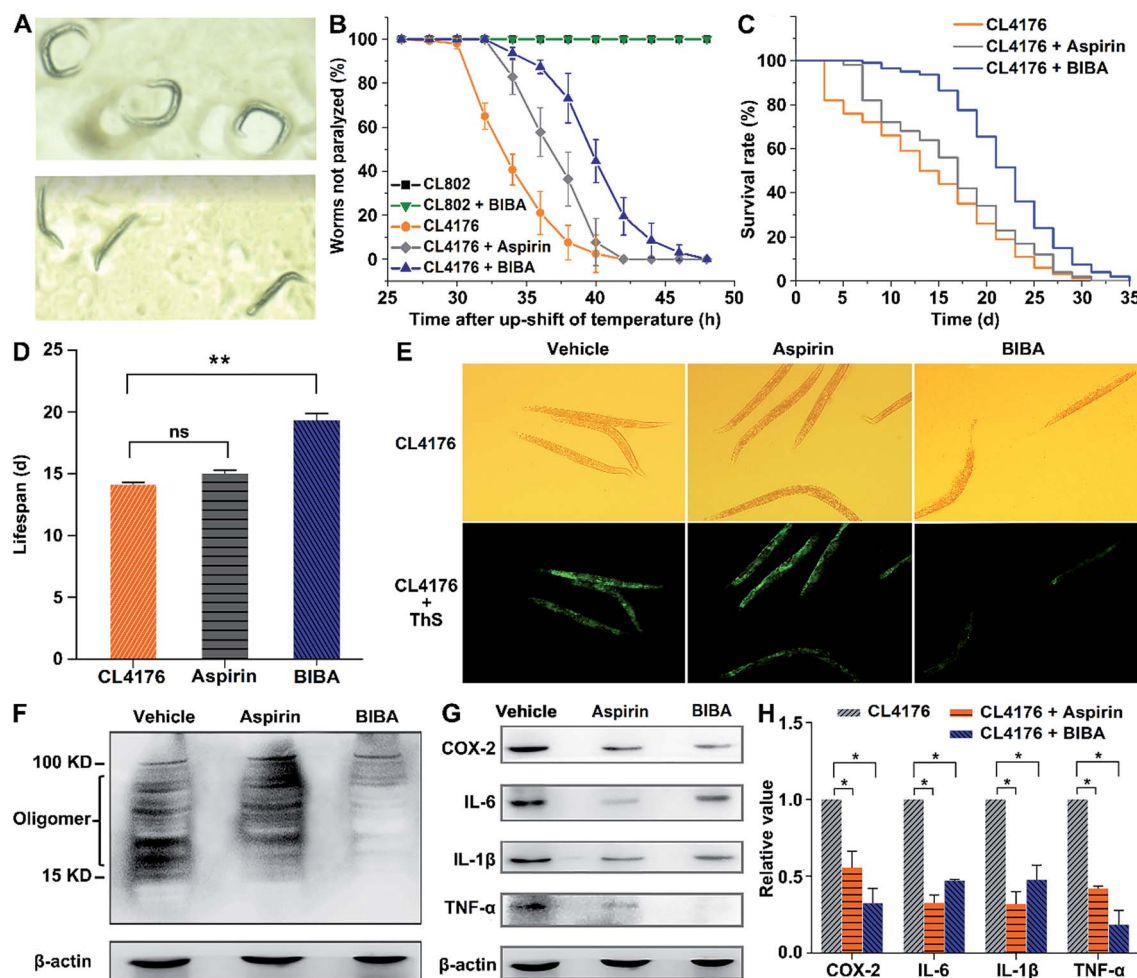 A
B
Worms not paralyzed (%)
100
80
60
40
20
0
CL802
CL802 + BIBA
CL4176
CL4176 + Aspirin
CL4176 + BIBA
25 30 35 40 45 50
Time after up-shift of temperature (h)
C
Survival rate (%)
100
80
60
40
20
0
CL4176
CL4176 + Aspirin
CL4176 + BIBA
0 5 10 15 20 25 30 35
Time (d)
D
Lifespan (d)
25
20
15
10
5
0
**
ns
CL4176 Aspirin BIBA
E
Vehicle Aspirin BIBA
CL4176
CL4176
+
ThS
F
Vehicle Aspirin BIBA
100 KD
Oligomer
15 KD
β-actin
G
Vehicle Aspirin BIBA
COX-2
IL-6
IL-1β
TNF-α
β-actin
H
Relative value
1.5
1.0
0.5
0.0
CL4176
CL4176 + Aspirin
CL4176 + BIBA
* * * *
* * * *
COX-2 IL-6 IL-1β TNF-α